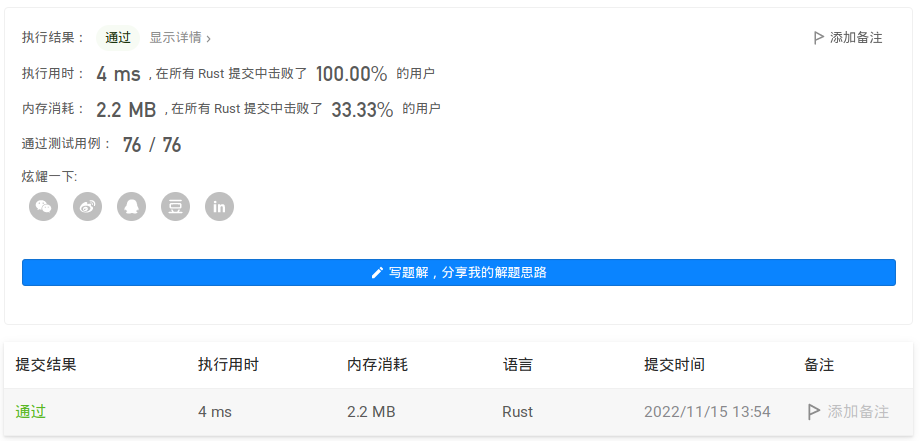 执行结果： 通过 显示详情 › 添加备注
执行用时： 4 ms , 在所有 Rust 提交中击败了 100.00% 的用户
内存消耗： 2.2 MB , 在所有 Rust 提交中击败了 33.33% 的用户
通过测试用例： 76 / 76
炫耀一下:
豆 in
写题解，分享我的解题思路
提交结果 执行用时 内存消耗 语言 提交时间 备注
通过 4 ms 2.2 MB Rust 2022/11/15 13:54 添加备注